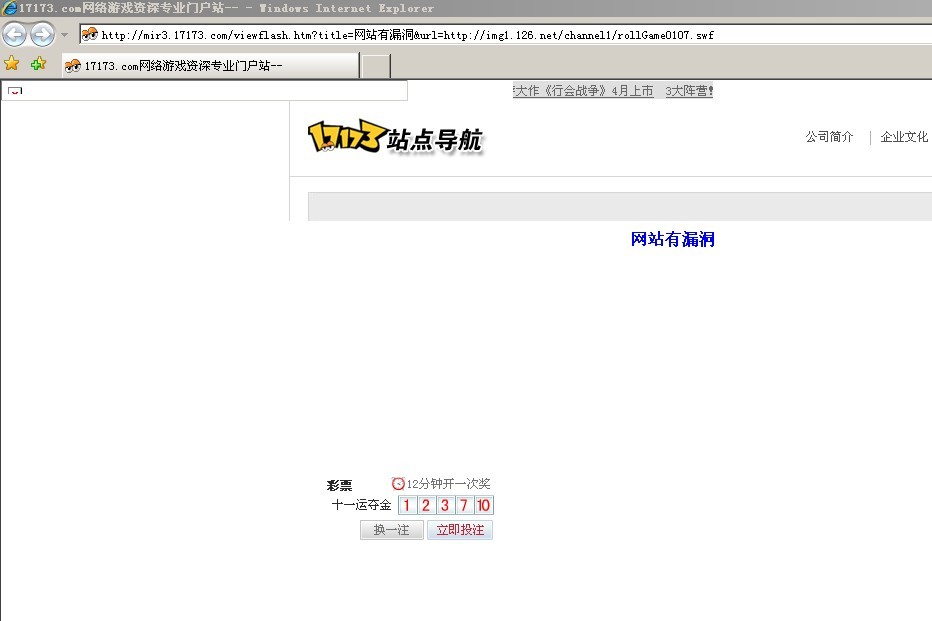 17173.com网络游戏资深专业门户站-- - Windows Internet Explorer
http://mir3.17173.com/viewflash.htm?title=网站有漏洞&url=http://img1.126.net/channel1/rollGame0107.swf
17173.com网络游戏资深专业门户站--
大作《行会战争》4月上市 3大阵营!
17173站点导航
公司简介 | 企业文化
网站有漏洞
彩票 12分钟开一次奖
十一运夺金 1 2 3 7 10
换一注 立即投注